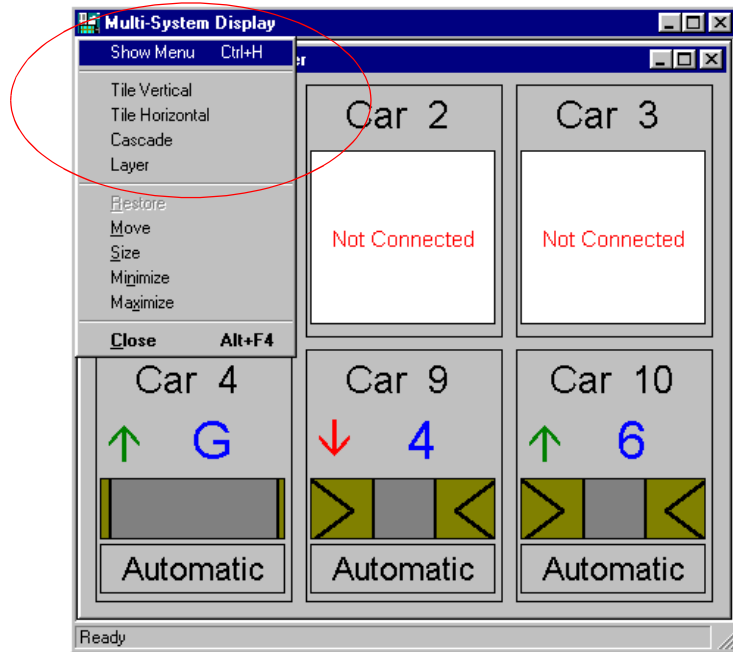 Multi-System Display
Show Menu Ctrl+H
Tile Vertical
Tile Horizontal
Cascade
Layer
Restore
Move
Size
Minimize
Maximize
Close Alt+F4
Car 2
Not Connected
Car 3
Not Connected
Car 4
G
Automatic
Car 9
4
Automatic
Car 10
6
Automatic
Ready